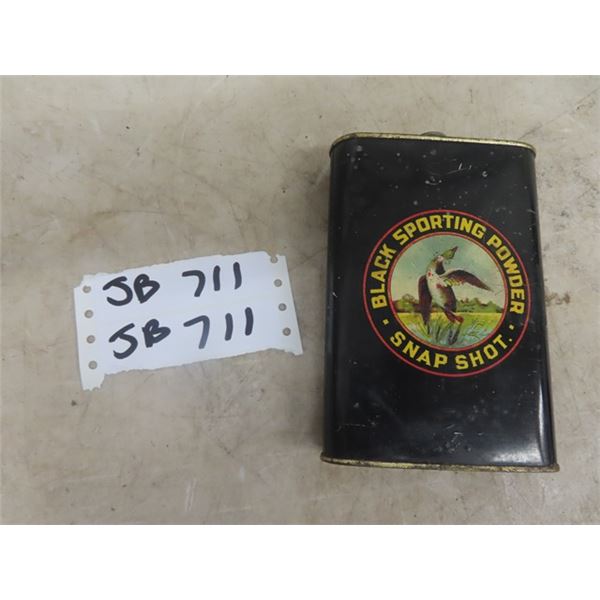 JB 711
JB 711
BLACK SPORTING POWDER
· SNAP SHOT. ·